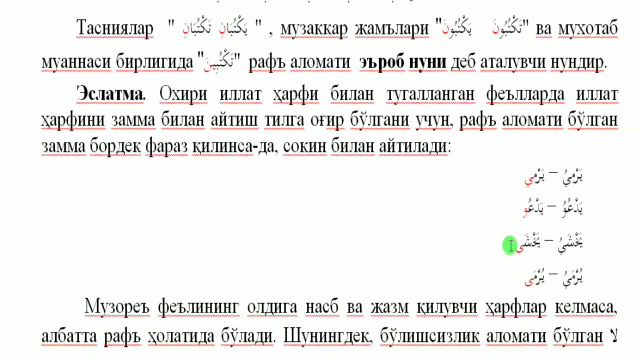 Тасниялар " يَكْتُبَانِ تَكْتُبَانِ " , музаккар жамълари "يَكْتُبُونَ تَكْتُبُونَ" ва мухотаб
муаннаси бирлигида "تَكْتُبِينَ" рафъ аломати эъроб нуни деб аталувчи нундир.
Эслатма. Охири иллат ҳарфи билан тугалланган феълларда иллат
ҳарфини замма билан айтиш тилга оғир бўлгани учун, рафъ аломати бўлган
замма бордек фараз қилинса-да, сокин билан айтилади:
يَرْمِيُ – يَرْمِي
يَدْعُوُ – يَدْعُو
يَخْشَيُ – يَخْشَى
يُرْمَيُ – يُرْمَى
Музореъ феълининг олдига насб ва жазм қилувчи ҳарфлар келмаса,
албатта рафъ ҳолатида бўлади. Шунингдек, бўлишсизлик аломати бўлган لا